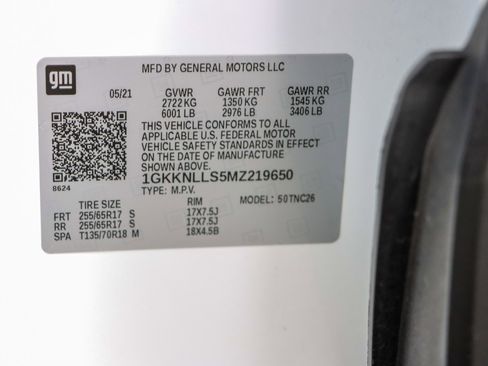 gm
MFD BY GENERAL MOTORS LLC
05/21 GVWR GAWR FRT GAWR RR
2722 KG 1350 KG 1545 KG
6001 LB 2976 LB 3406 LB
THIS VEHICLE CONFORMS TO ALL
APPLICABLE U.S. FEDERAL MOTOR
VEHICLE SAFETY STANDARDS IN EFFECT
ON THE DATE OF MANUFACTURE
SHOWN ABOVE.
8624
1GKKNLLS5MZ219650
TYPE: M.P.V. MODEL: 50TNC26
TIRE SIZE RIM
FRT 255/65R17 S 17X7.5J
RR 255/65R17 S 17X7.5J
SPA T135/70R18 M 18X4.5B